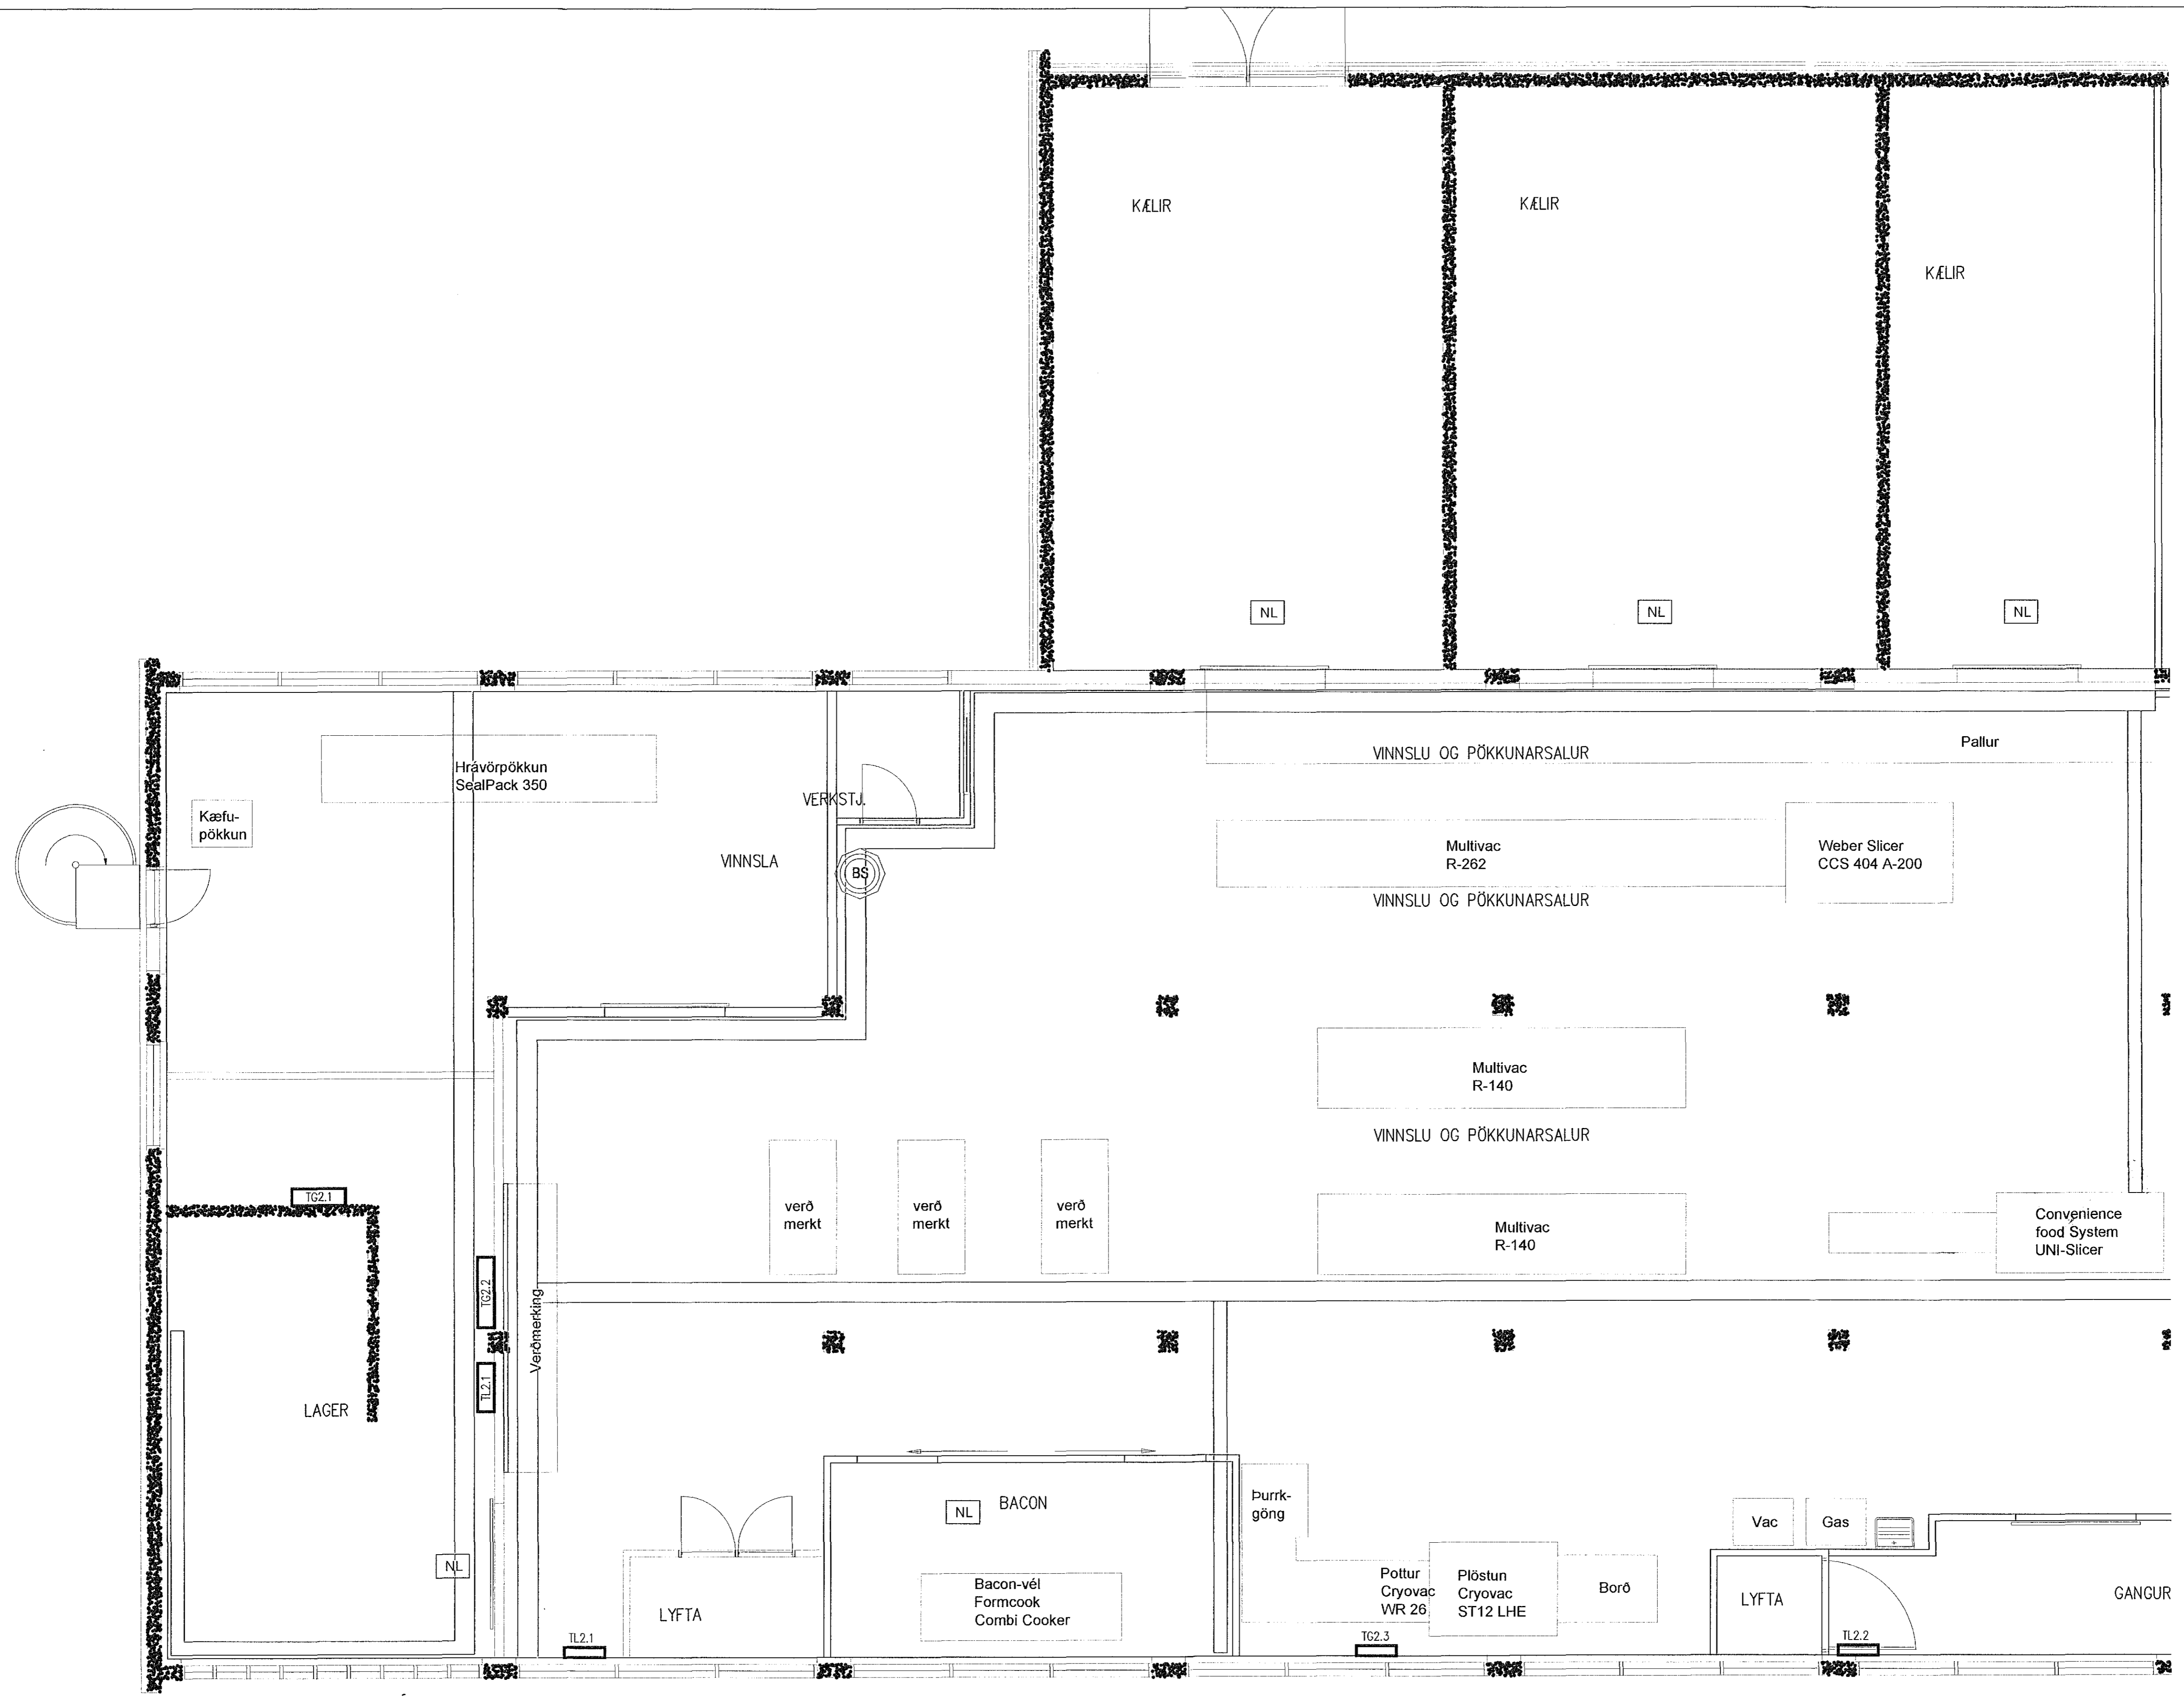 KÆLIR
KÆLIR
KÆLIR
NL
NL
NL
VINNSLU OG PÖKKUNARSALUR
Pallur
Hrávörpökkun
SealPack 350
VERKSTJ.
Kæfu-
pökkun
VINNSLA
BS
Multivac
R-262
Weber Slicer
CCS 404 A-200
VINNSLU OG PÖKKUNARSALUR
Multivac
R-140
VINNSLU OG PÖKKUNARSALUR
TG2.1
verð
merkt
verð
merkt
verð
merkt
Multivac
R-140
Convenience
food System
UNI-Slicer
TG2.2
Verðmerking
TL2.1
LAGER
BACON
NL
Þurrk-
göng
Vac
Gas
NL
Bacon-vél
Formcook
Combi Cooker
Pottur
Cryovac
WR 26
Plöstun
Cryovac
ST12 LHE
Borð
LYFTA
LYFTA
GANGUR
TL2.1
TG2.3
TL2.2